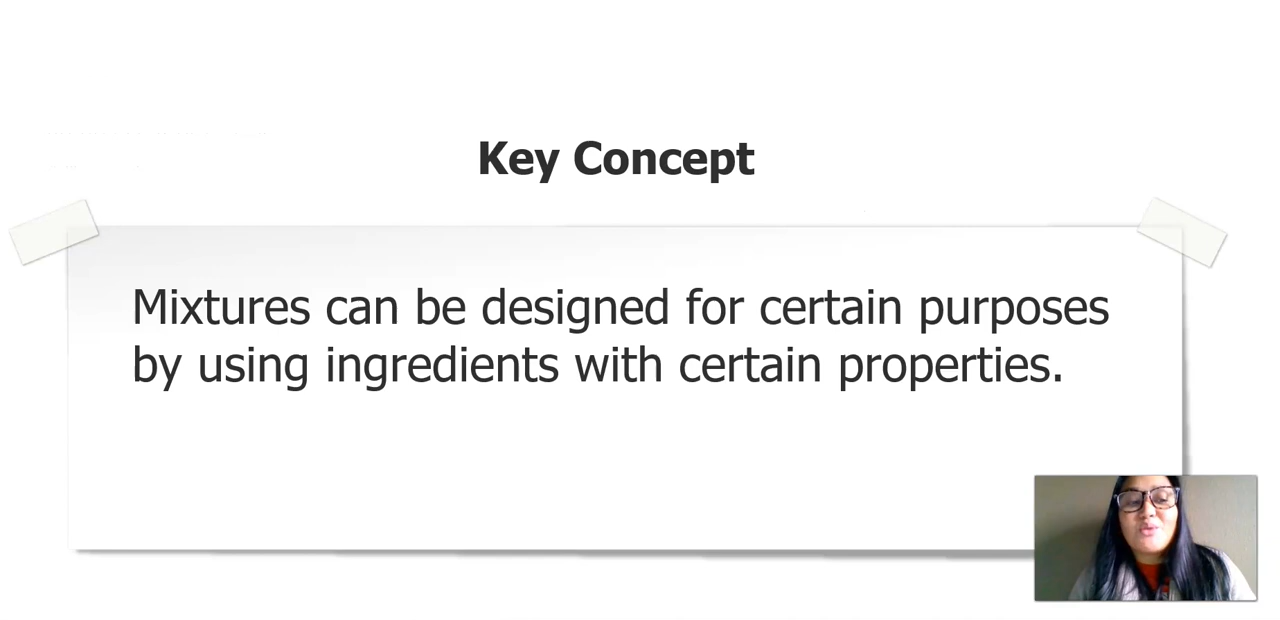 Key Concept
Mixtures can be designed for certain purposes
by using ingredients with certain properties.